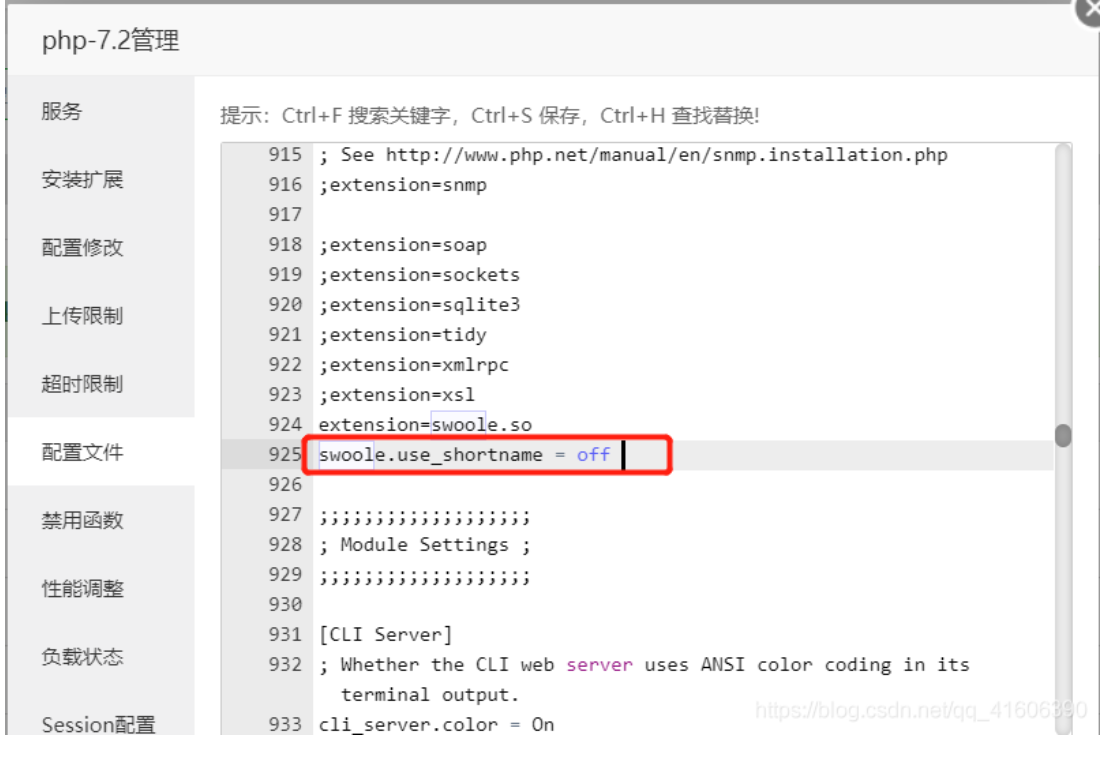 php-7.2管理
服务
安装扩展
配置修改
上传限制
超时限制
配置文件
禁用函数
性能调整
负载状态
Session配置
提示：Ctrl+F 搜索关键字，Ctrl+S 保存，Ctrl+H 查找替换!
915 ; See http://www.php.net/manual/en/snmp.installation.php
916 ;extension=snmp
917
918 ;extension=soap
919 ;extension=sockets
920 ;extension=sqlite3
921 ;extension=tidy
922 ;extension=xmlrpc
923 ;extension=xsl
924 extension=swoole.so
925 swoole.use_shortname = off
926
927 ;;;;;;;;;;;;;;;;;;;
928 ; Module Settings ;
929 ;;;;;;;;;;;;;;;;;;;
930
931 [CLI Server]
932 ; Whether the CLI web server uses ANSI color coding in its
terminal output.
933 cli_server.color = On
https://blog.csdn.net/qq_41606390